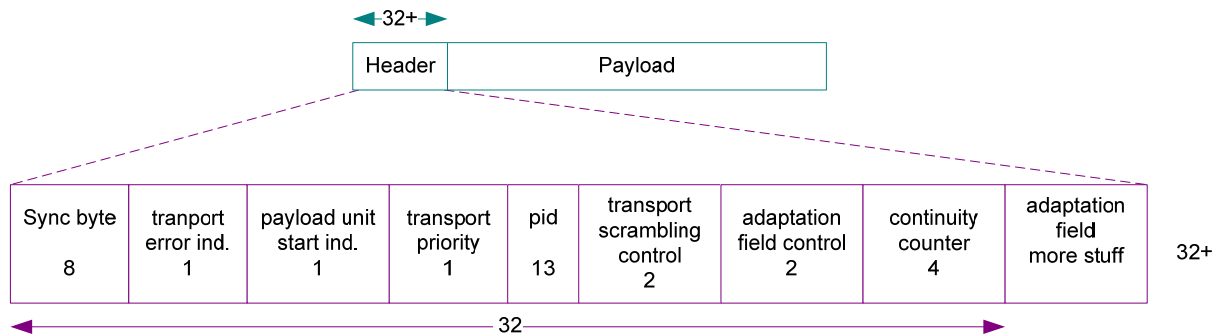 32+
Header
Payload
Sync byte
8
tranport
error ind.
1
payload unit
start ind.
1
transport
priority
1
pid
13
transport
scrambling
control
2
adaptation
field control
2
continuity
counter
4
adaptation
field
more stuff
32+
32